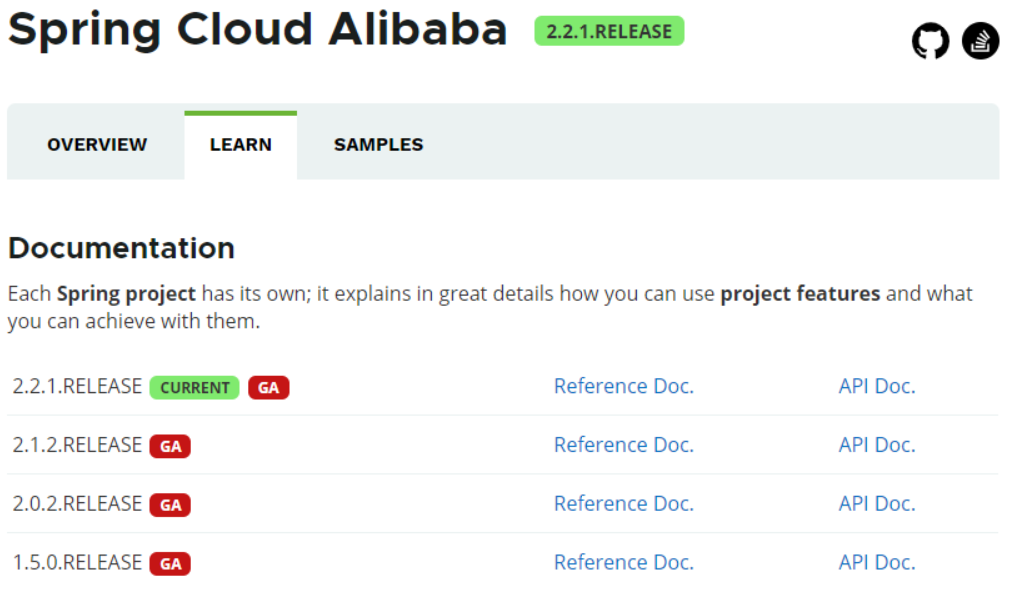 Spring Cloud Alibaba 2.2.1.RELEASE
OVERVIEW LEARN SAMPLES
Documentation
Each Spring project has its own; it explains in great details how you can use project features and what
you can achieve with them.
2.2.1.RELEASE CURRENT GA Reference Doc. API Doc.
2.1.2.RELEASE GA Reference Doc. API Doc.
2.0.2.RELEASE GA Reference Doc. API Doc.
1.5.0.RELEASE GA Reference Doc. API Doc.